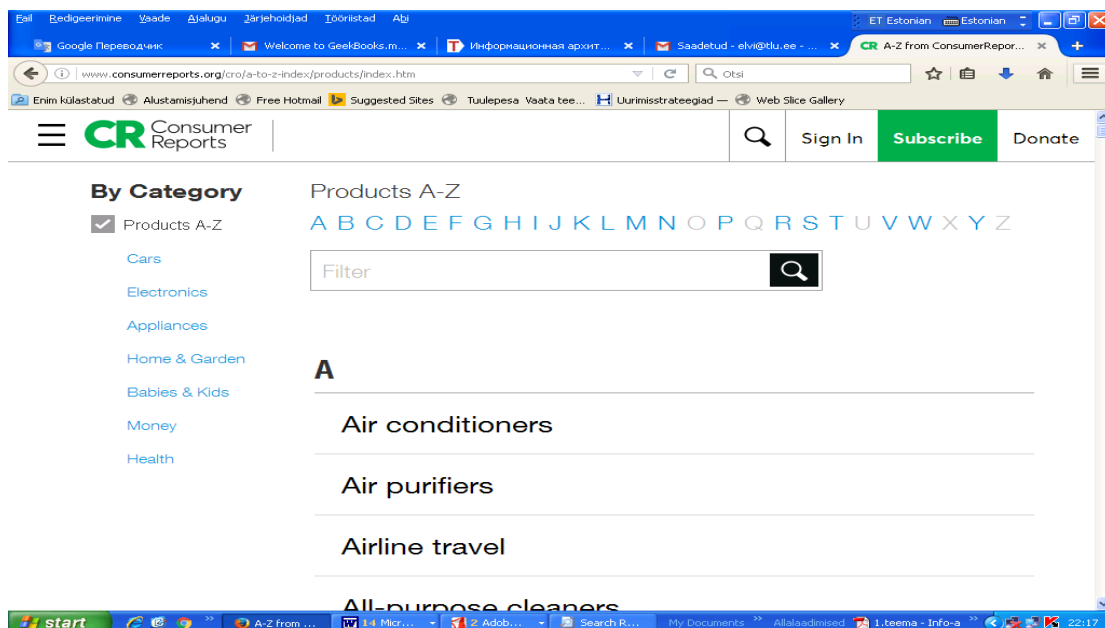 Fail Redigeerimine Vaade Ajalugu Järjehoidjad Tööriistad Abi ET Estonian Estonian
Google Переводчик Welcome to GeekBooks.m... Информационная архит... Saadetud - elvi@tlu.ee - ... CR A-Z from ConsumerRepor...
www.consumerreports.org/cro/a-to-z-index/products/index.htm Otsi
Enim külastatud Alustamisjuhend Free Hotmail Suggested Sites Tuulepesa Vaata tee... Uurimisstrateegiad — Web Slice Gallery
CR Consumer Reports Sign In Subscribe Donate
By Category
Products A-Z
Cars
Electronics
Appliances
Home & Garden
Babies & Kids
Money
Health
Products A-Z
A B C D E F G H I J K L M N O P Q R S T U V W X Y Z
Filter
A
Air conditioners
Air purifiers
Airline travel
All-purpose cleaners
start A-Z from ... 14 Micr... 2 Adob... Search R... My Documents Allalaadimised 1.teema - Info-a 22:17